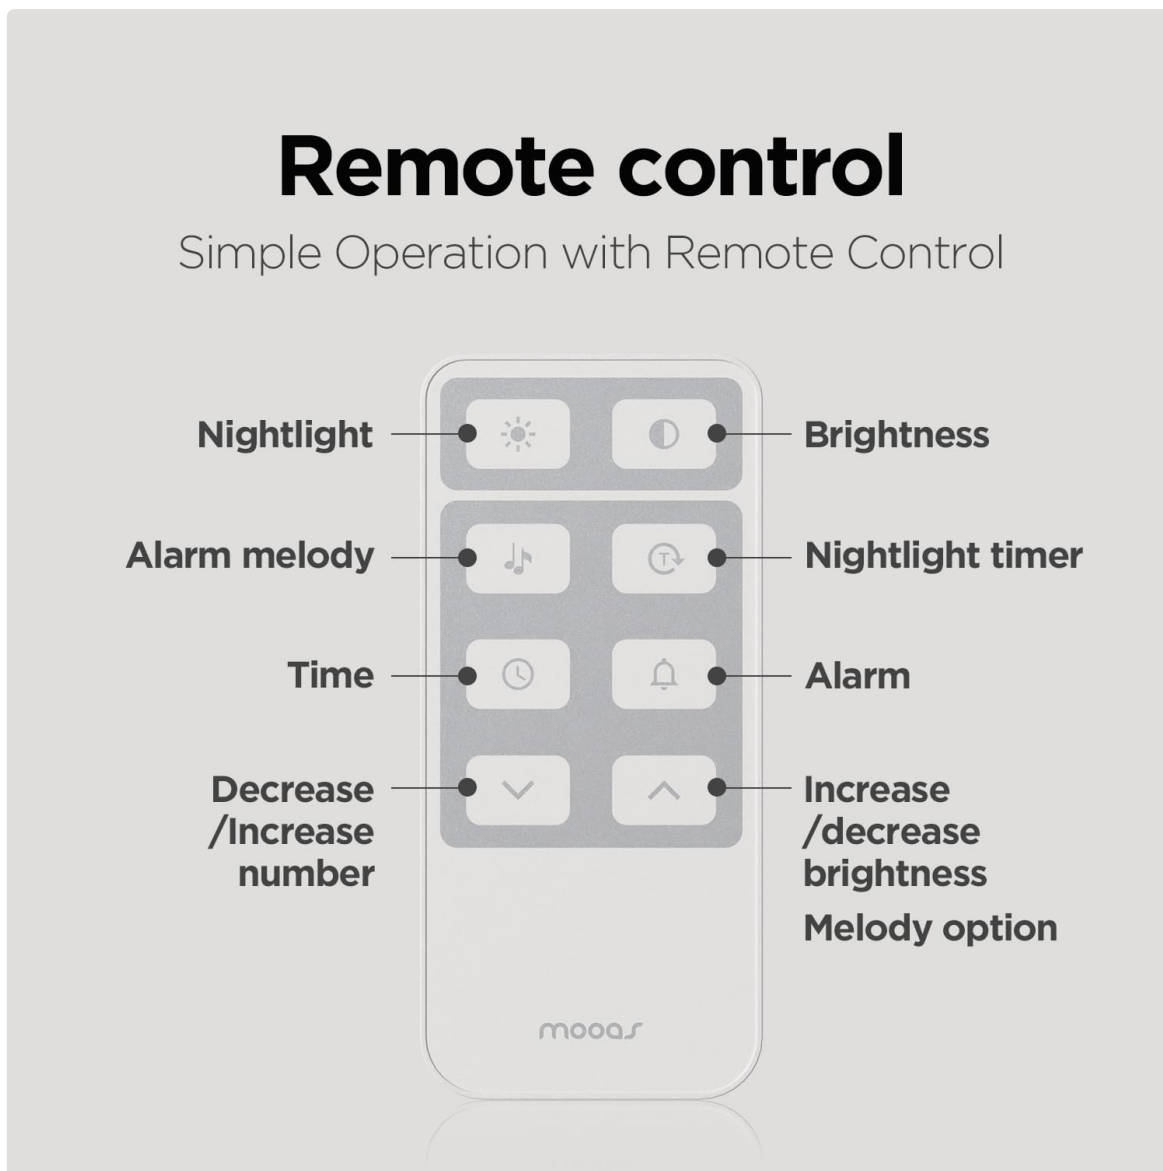 Remote control
Simple Operation with Remote Control
Nightlight
Brightness
Alarm melody
T
Nightlight timer
Time
Alarm
Decrease
/Increase
number
Increase
/decrease
brightness
Melody option
mooas